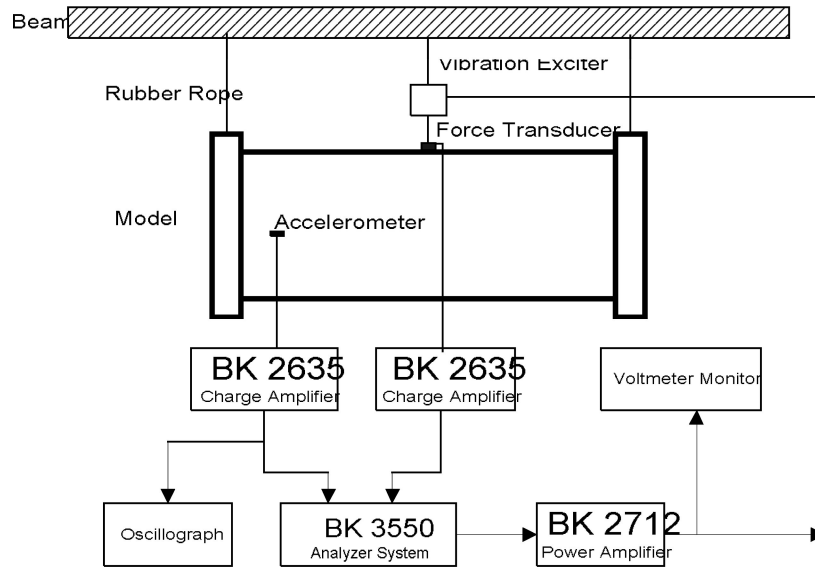 Beam
Vibration Exciter
Rubber Rope
Force Transducer
Model
Accelerometer
BK 2635
Charge Amplifier
BK 2635
Charge Amplifier
Voltmeter Monitor
Oscillograph
BK 3550
Analyzer System
BK 2712
Power Amplifier